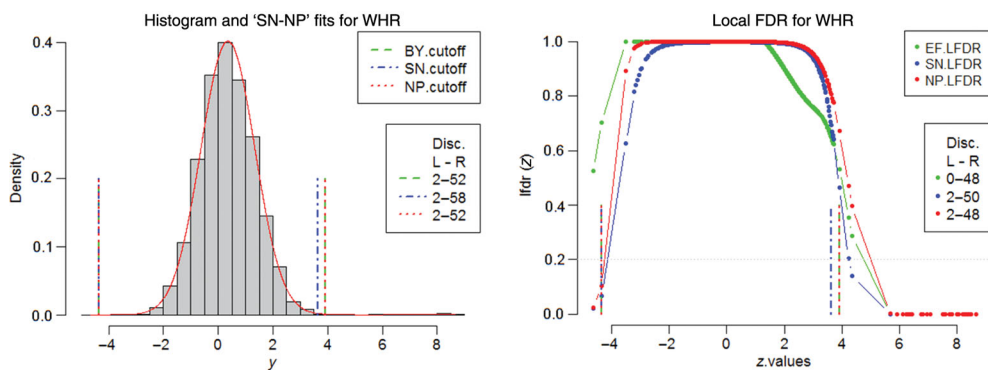 Histogram and ‘SN-NP’ fits for WHR
Density
0.4
0.3
0.2
0.1
0.0
−4 −2 0 2 4 6 8
y
BY.cutoff
SN.cutoff
NP.cutoff
Disc.
L − R
2−52
2−58
2−52
Local FDR for WHR
lfdr (Z)
1.0
0.8
0.6
0.4
0.2
0.0
−4 −2 0 2 4 6 8
z.values
EF.LFDR
SN.LFDR
NP.LFDR
Disc.
L − R
0−48
2−50
2−48